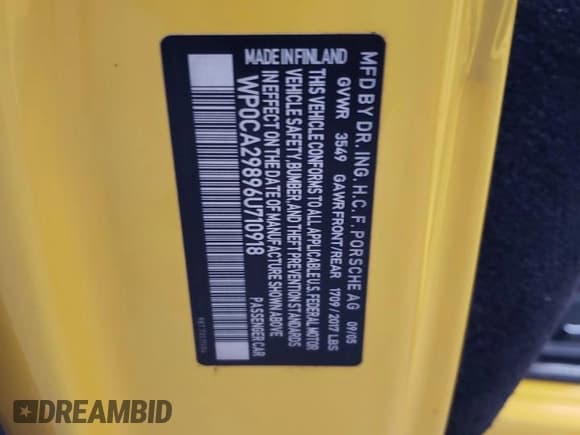 MFD BY DR. ING. H.C. F. PORSCHE AG 09/05
GVWR 3549 GAWR FRONT/REAR 1709 / 2017 LBS
THIS VEHICLE CONFORMS TO ALL APPLICABLE U.S. FEDERAL MOTOR
VEHICLE SAFETY, BUMPER, AND THEFT PREVENTION STANDARDS
IN EFFECT ON THE DATE OF MANUFACTURE SHOWN ABOVE
WP0CA29896U710918 PASSENGER CAR
MADE IN FINLAND
DREAMBID